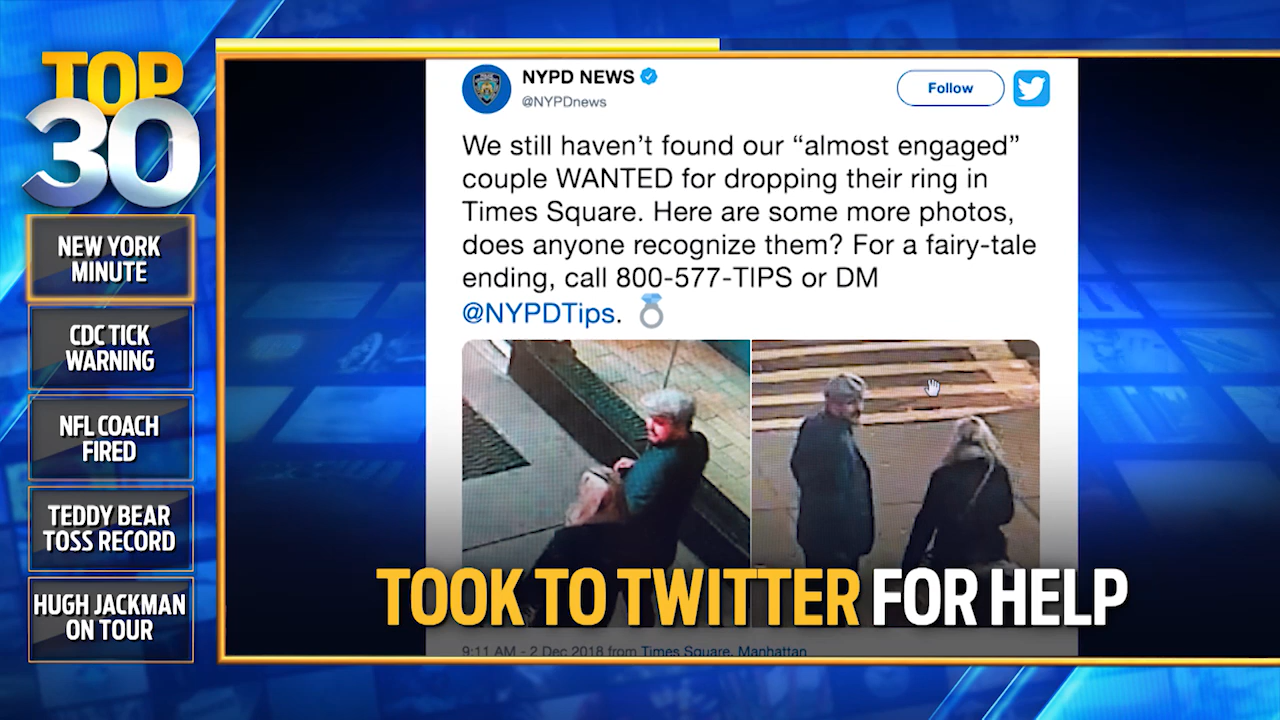 TOP
30
NEW YORK
MINUTE
CDC TICK
WARNING
NFL COACH
FIRED
TEDDY BEAR
TOSS RECORD
HUGH JACKMAN
ON TOUR
NYPD NEWS
@NYPDnews
Follow
We still haven’t found our “almost engaged”
couple WANTED for dropping their ring in
Times Square. Here are some more photos,
does anyone recognize them? For a fairy-tale
ending, call 800-577-TIPS or DM
@NYPDTips.
TOOK TO TWITTER FOR HELP
9:11 AM - 2 Dec 2018 from Times Square, Manhattan